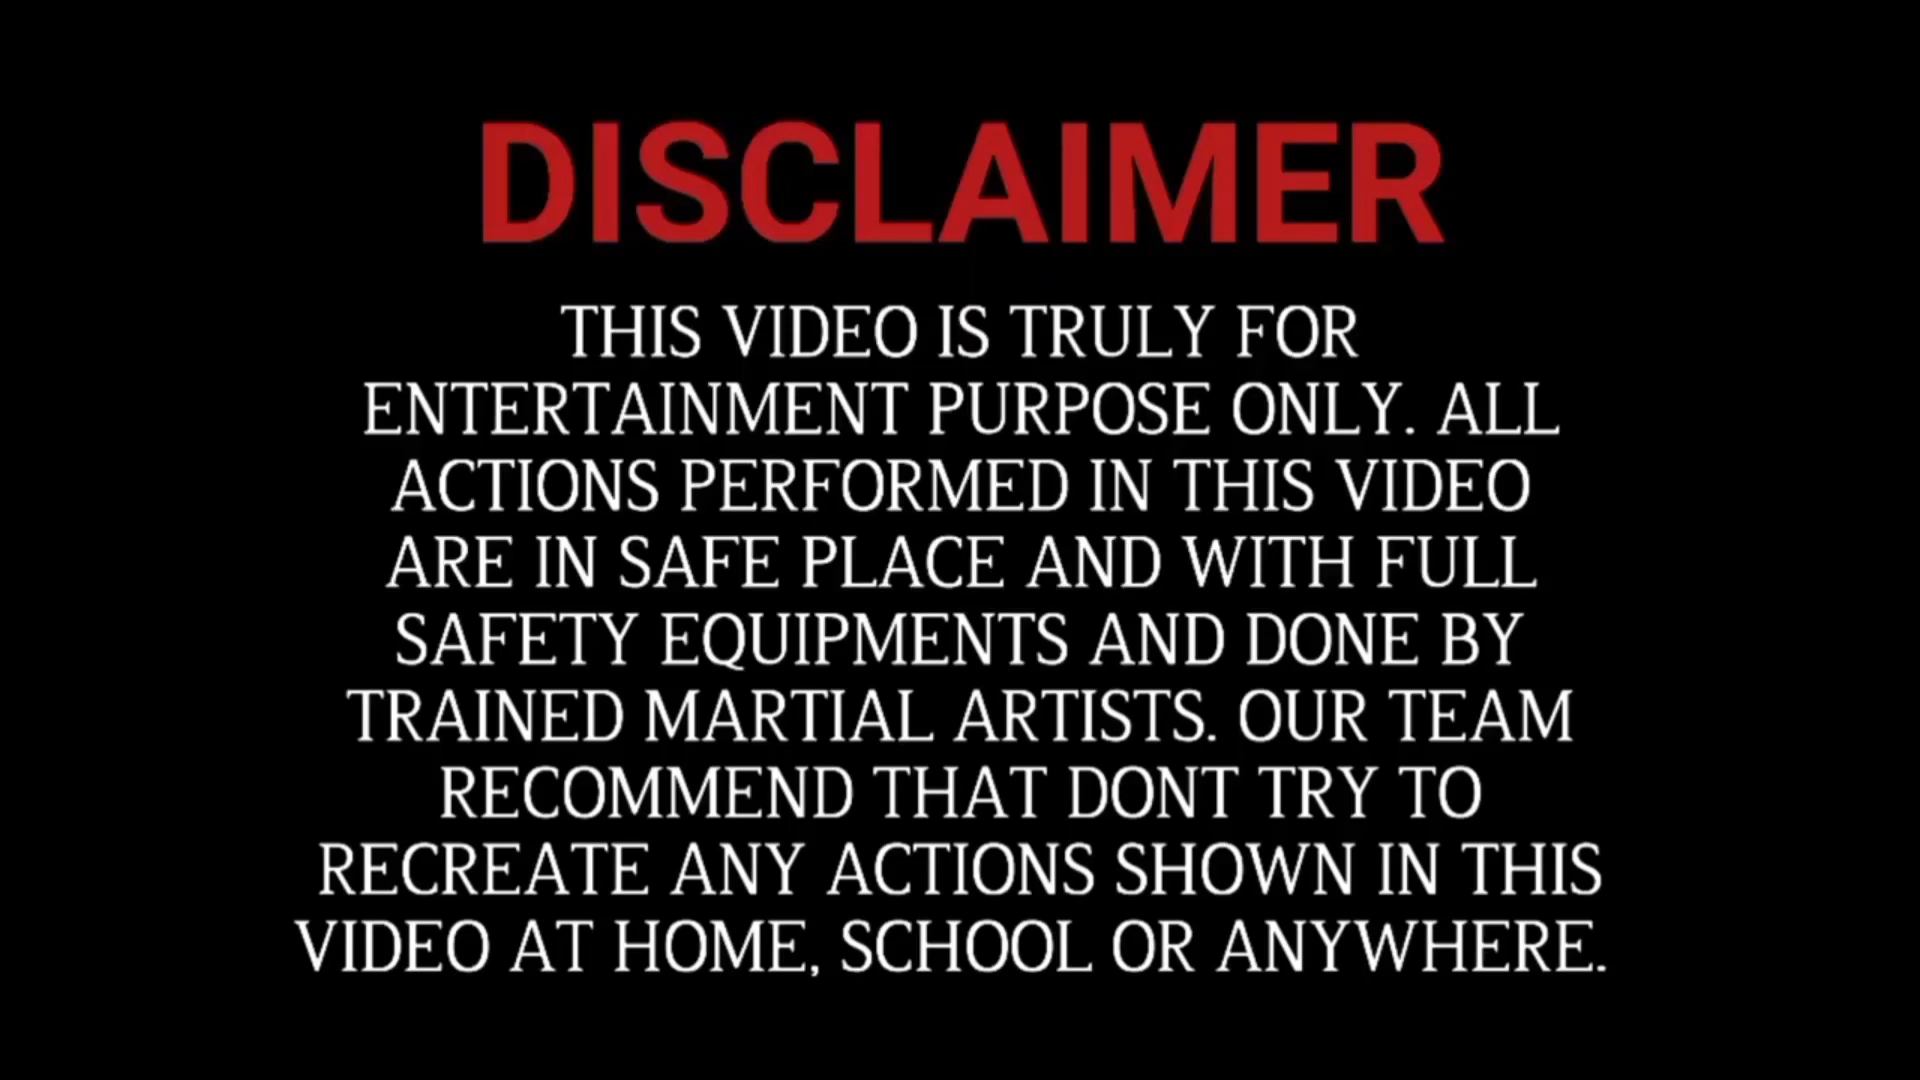 DISCLAIMER
THIS VIDEO IS TRULY FOR
ENTERTAINMENT PURPOSE ONLY. ALL
ACTIONS PERFORMED IN THIS VIDEO
ARE IN SAFE PLACE AND WITH FULL
SAFETY EQUIPMENTS AND DONE BY
TRAINED MARTIAL ARTISTS. OUR TEAM
RECOMMEND THAT DONT TRY TO
RECREATE ANY ACTIONS SHOWN IN THIS
VIDEO AT HOME, SCHOOL OR ANYWHERE.